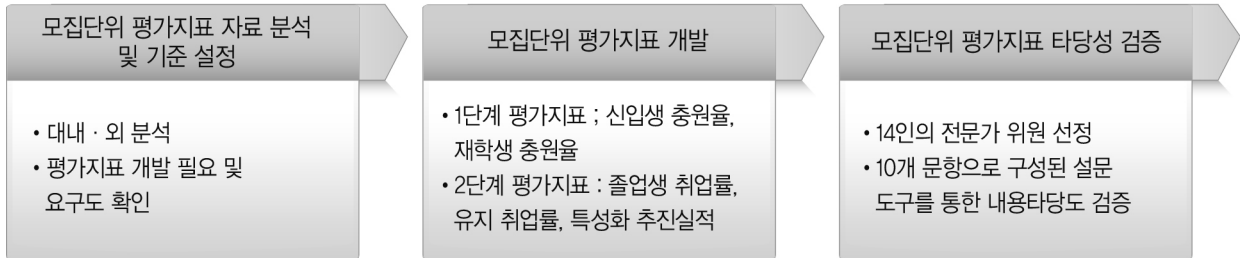 모집단위 평가지표 자료 분석
및 기준 설정
• 대내 · 외 분석
• 평가지표 개발 필요 및
요구도 확인
모집단위 평가지표 개발
• 1단계 평가지표 ; 신입생 충원율,
재학생 충원율
• 2단계 평가지표 : 졸업생 취업률,
유지 취업률, 특성화 추진실적
모집단위 평가지표 타당성 검증
• 14인의 전문가 위원 선정
• 10개 문항으로 구성된 설문
도구를 통한 내용타당도 검증